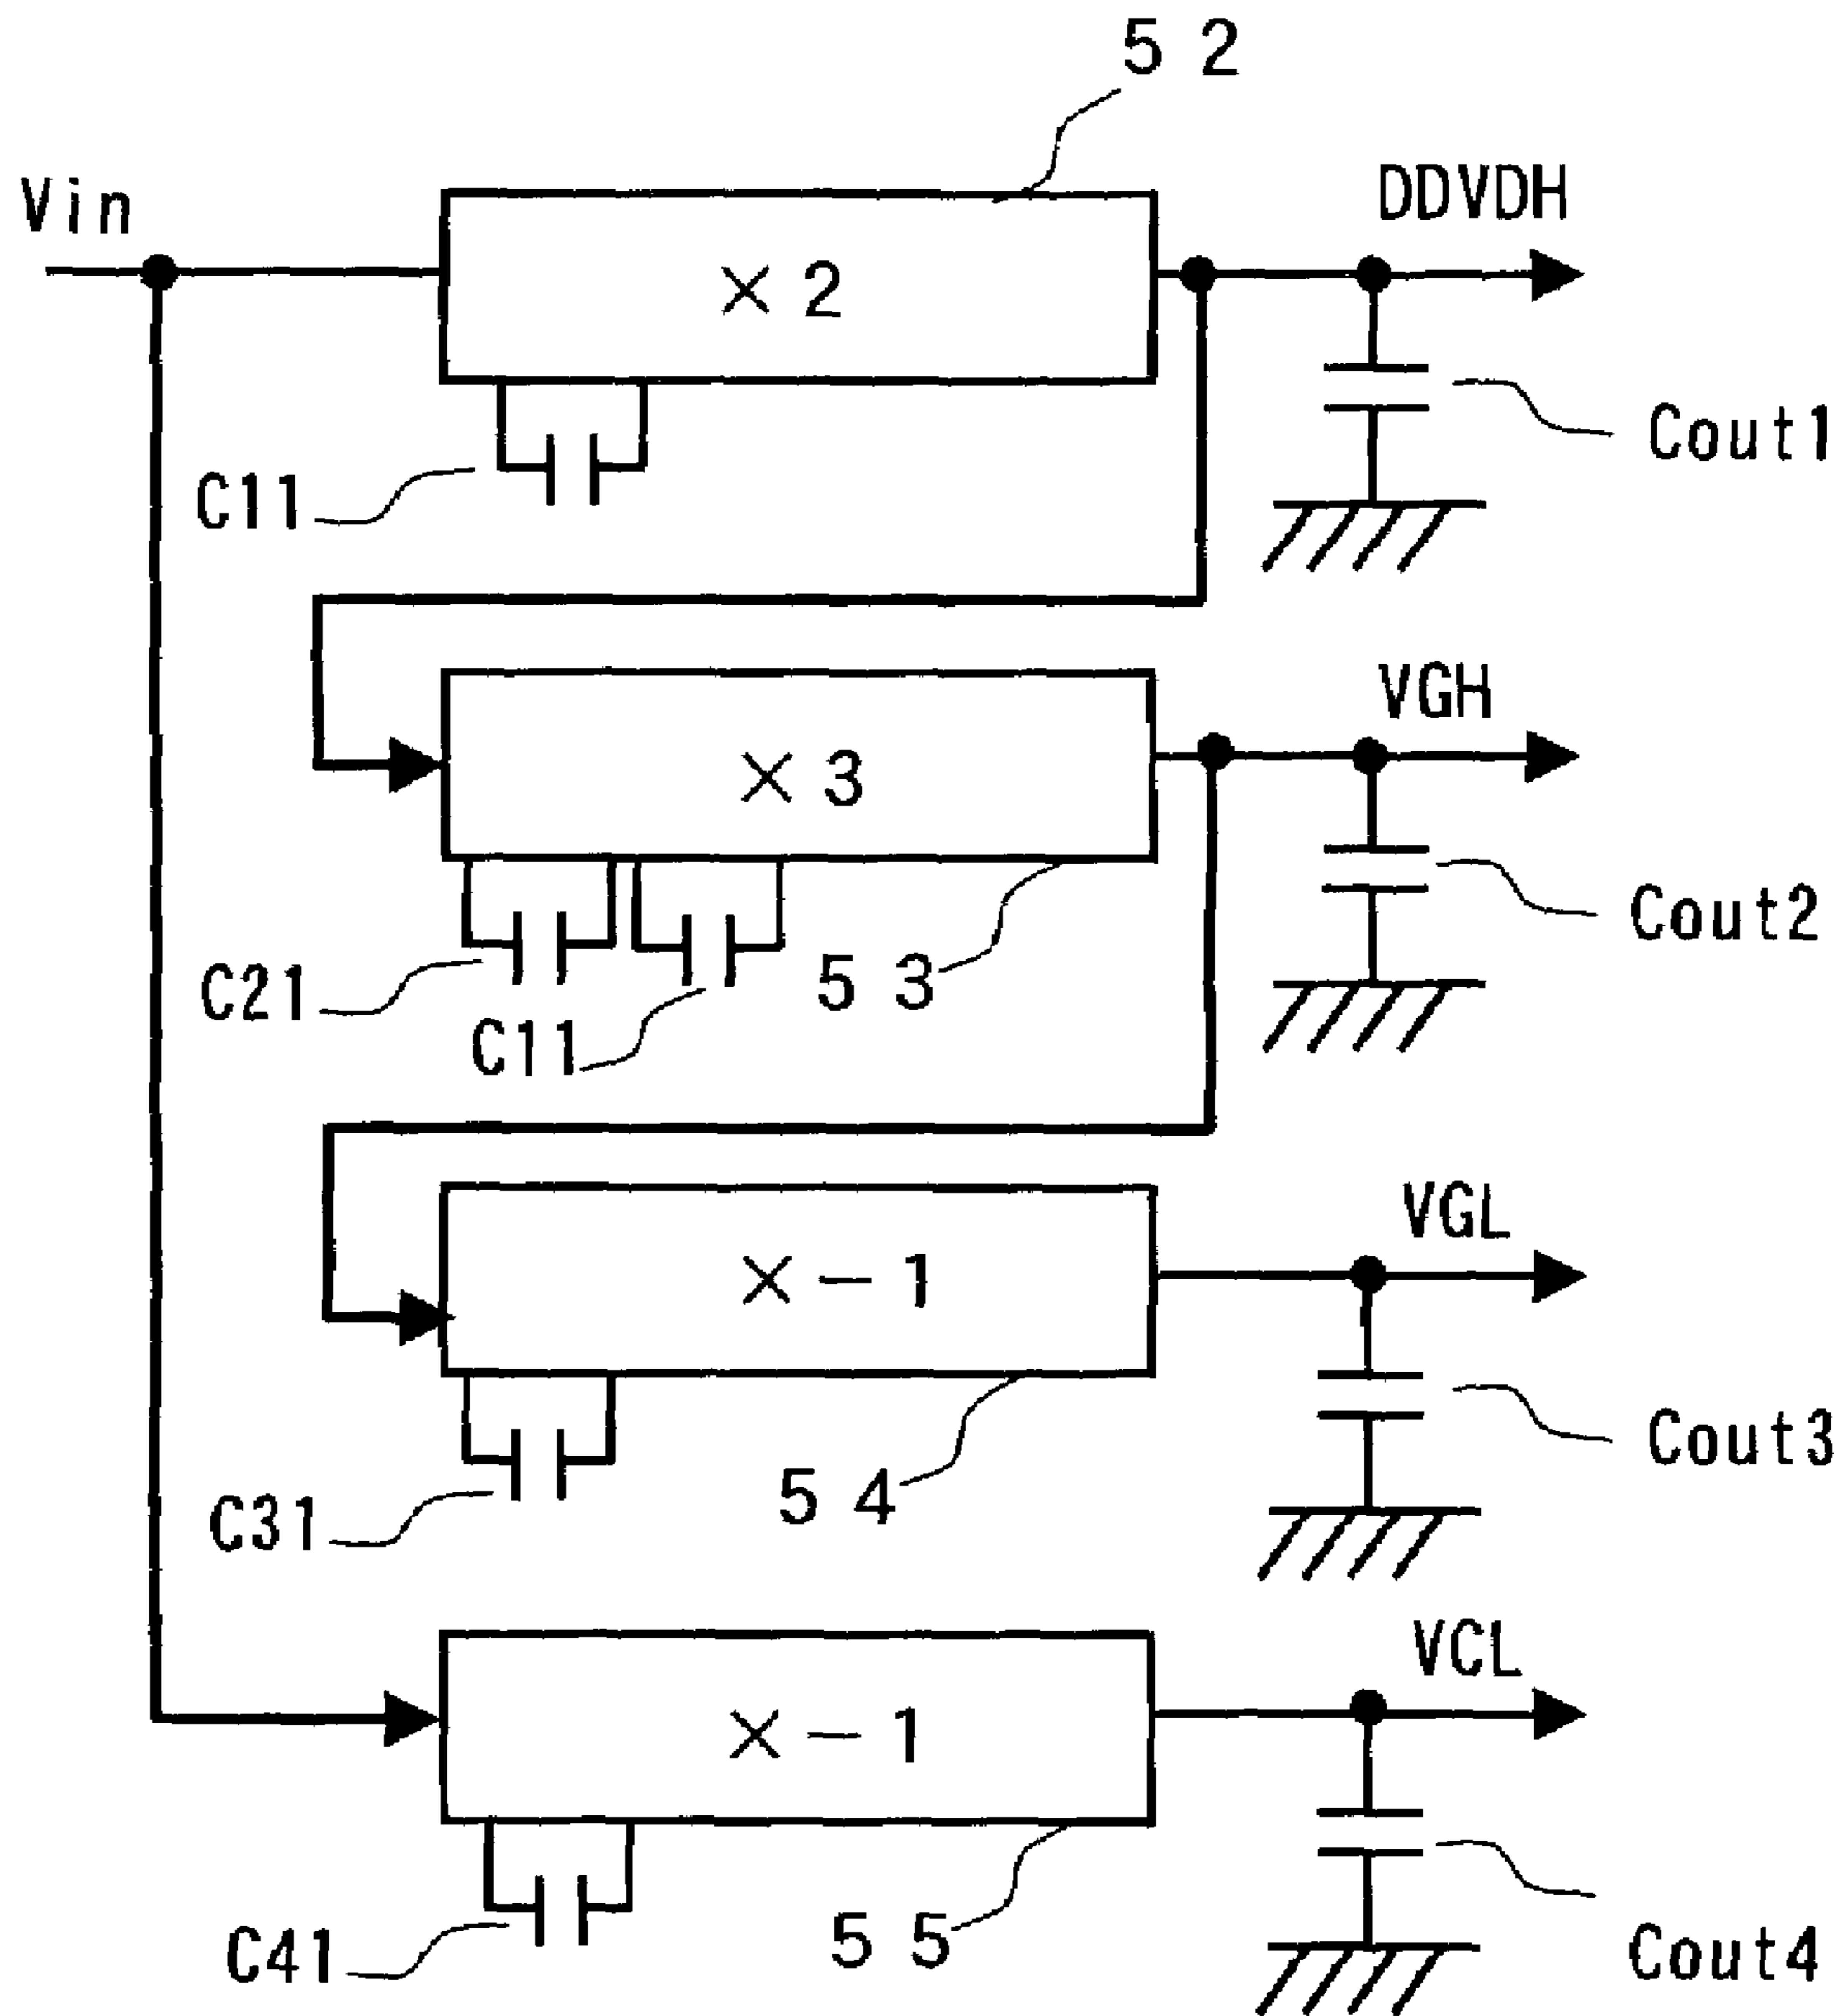 ５２
Vin
DDVDH
×２
Cout1
C11
VGH
×３
Cout2
C21
５３
C11
VGL
×－１
Cout3
C31
５４
VCL
×－１
C41
５５
Cout4